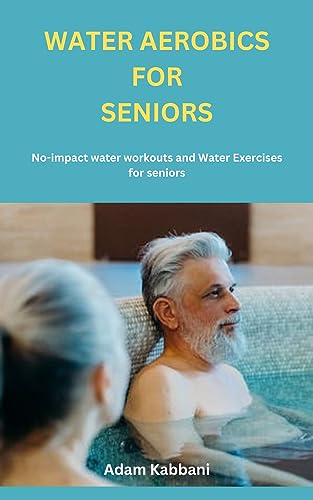 WATER AEROBICS
FOR
SENIORS
No-impact water workouts and Water Exercises
for seniors
Adam Kabbani